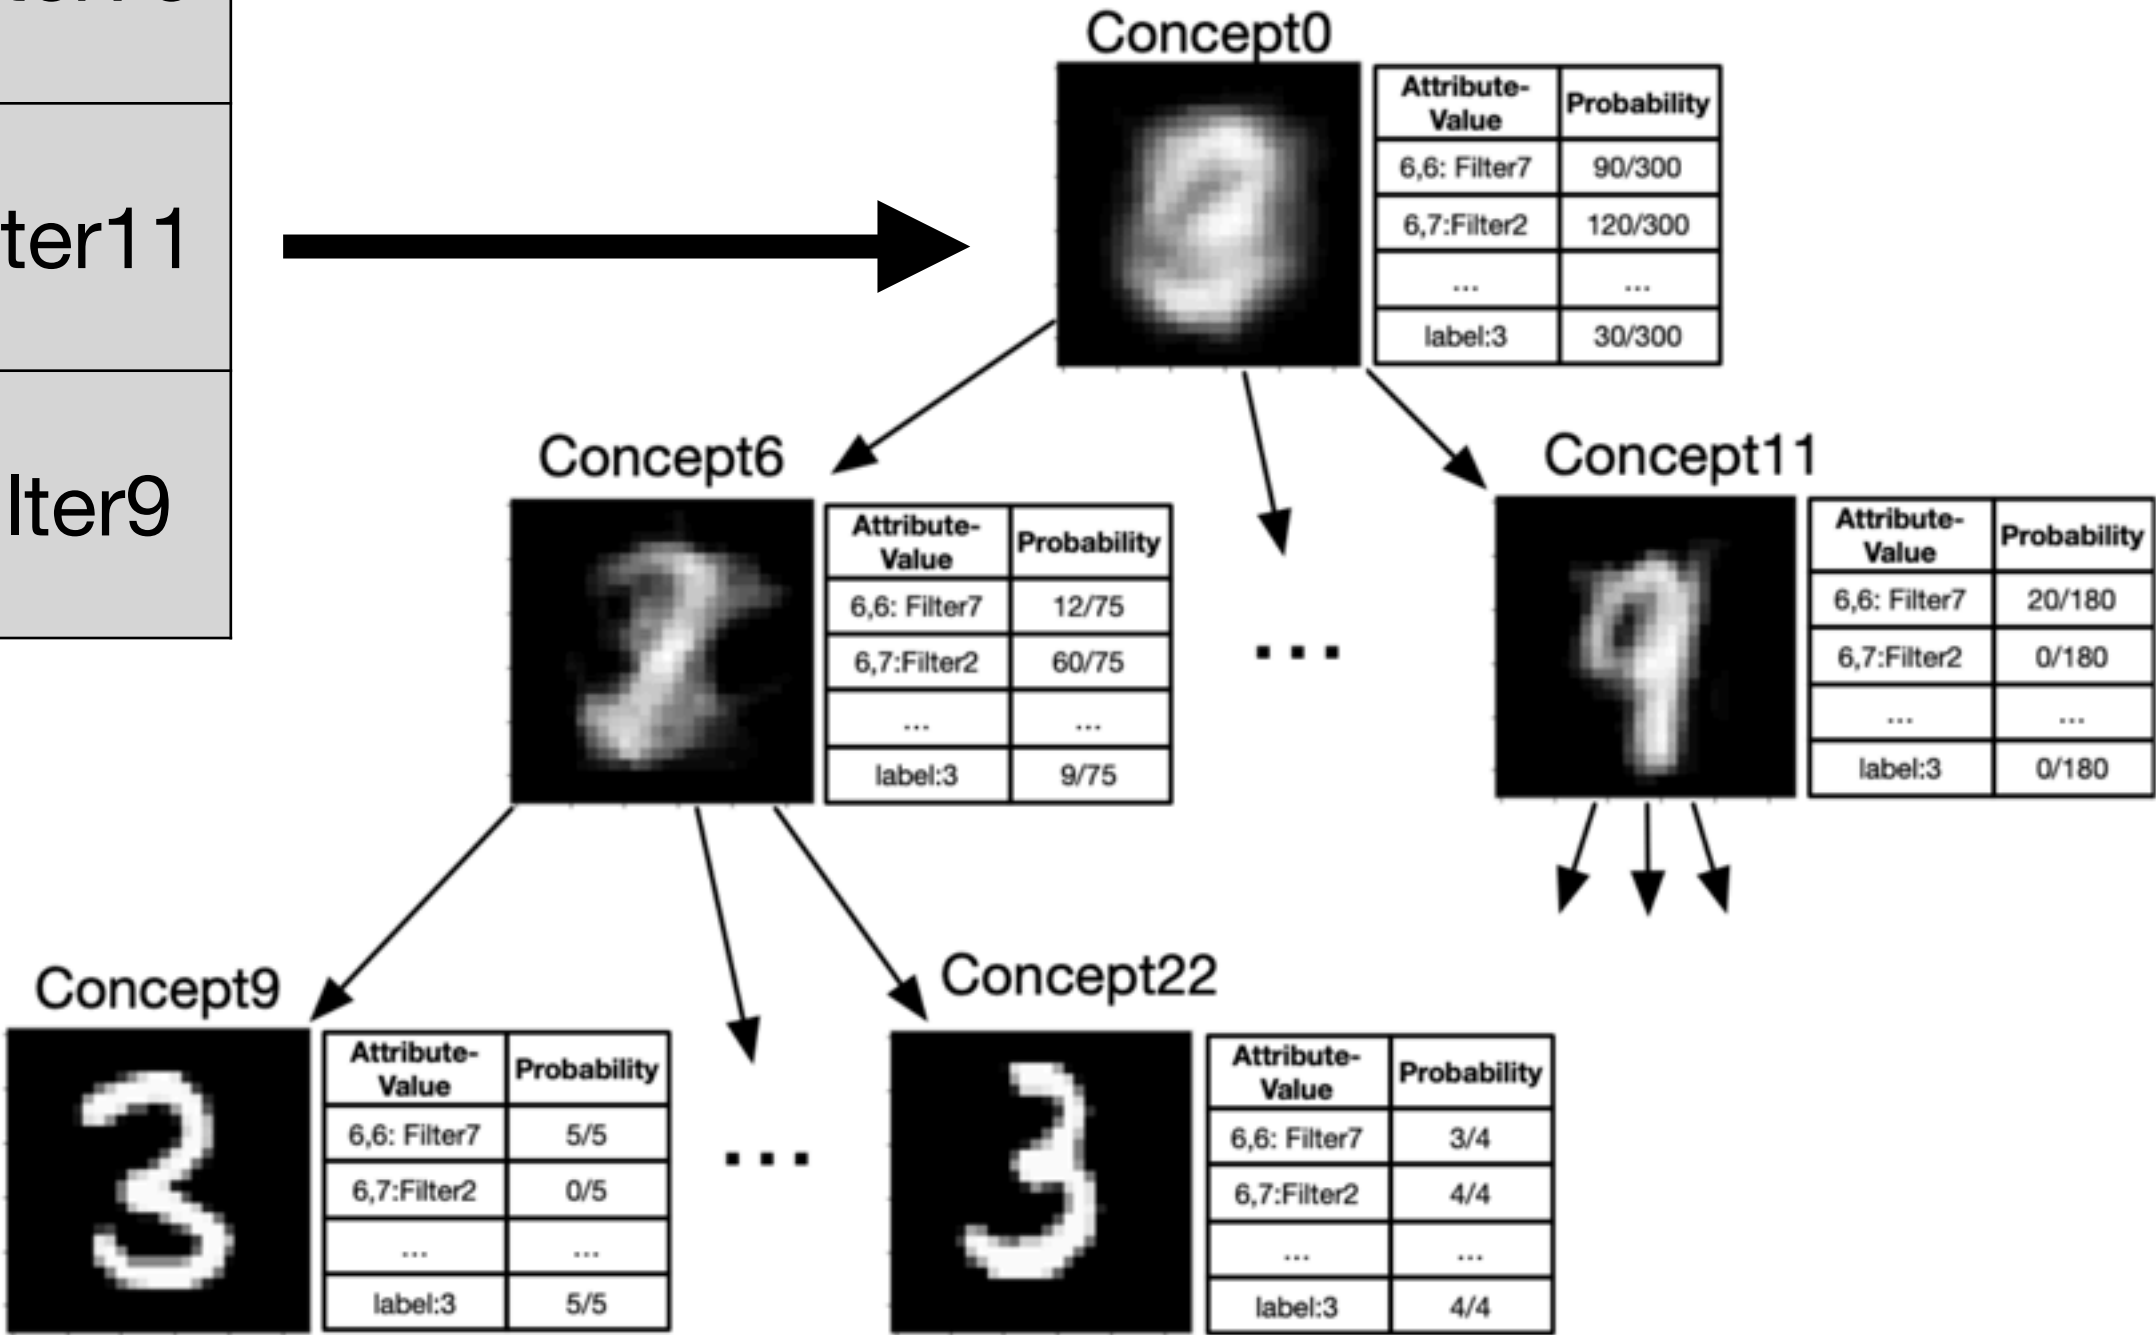 ter11
lter9
Concept0
Attribute-
Value
Probability
6,6: Filter7 90/300
6,7:Filter2 120/300
... ...
label:3 30/300
Concept6
Attribute-
Value
Probability
6,6: Filter7 12/75
6,7:Filter2 60/75
... ...
label:3 9/75
...
Concept11
Attribute-
Value
Probability
6,6: Filter7 20/180
6,7:Filter2 0/180
... ...
label:3 0/180
Concept9
3
Attribute-
Value
Probability
6,6: Filter7 5/5
6,7:Filter2 0/5
... ...
label:3 5/5
...
Concept22
3
Attribute-
Value
Probability
6,6: Filter7 3/4
6,7:Filter2 4/4
... ...
label:3 4/4